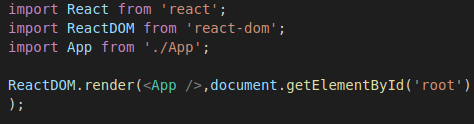 import React from 'react';
import ReactDOM from 'react-dom';
import App from './App';
ReactDOM.render(<App />,document.getElementById('root')
);